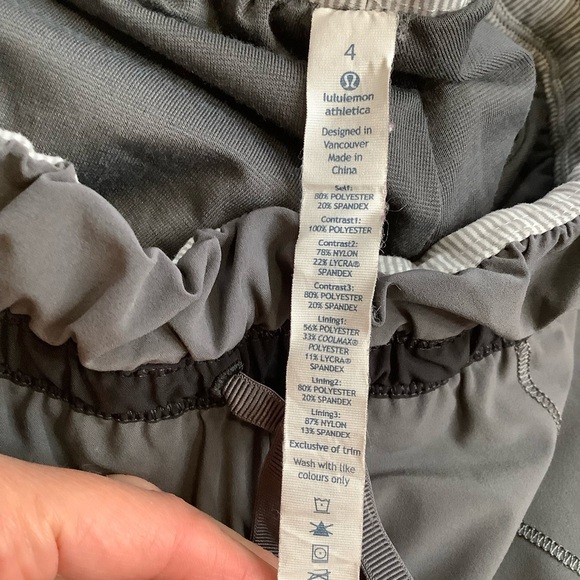 4
lululemon
athletica
Designed in
Vancouver
Made in
China
Self:
80% POLYESTER
20% SPANDEX
Contrast1:
100% POLYESTER
Contrast2:
78% NYLON
22% LYCRA®
SPANDEX
Contrast3:
80% POLYESTER
20% SPANDEX
Lining1:
56% POLYESTER
33% COOLMAX®
POLYESTER
11% LYCRA®
SPANDEX
Lining2:
80% POLYESTER
20% SPANDEX
Lining3:
87% NYLON
13% SPANDEX
Exclusive of trim
Wash with like
colours only